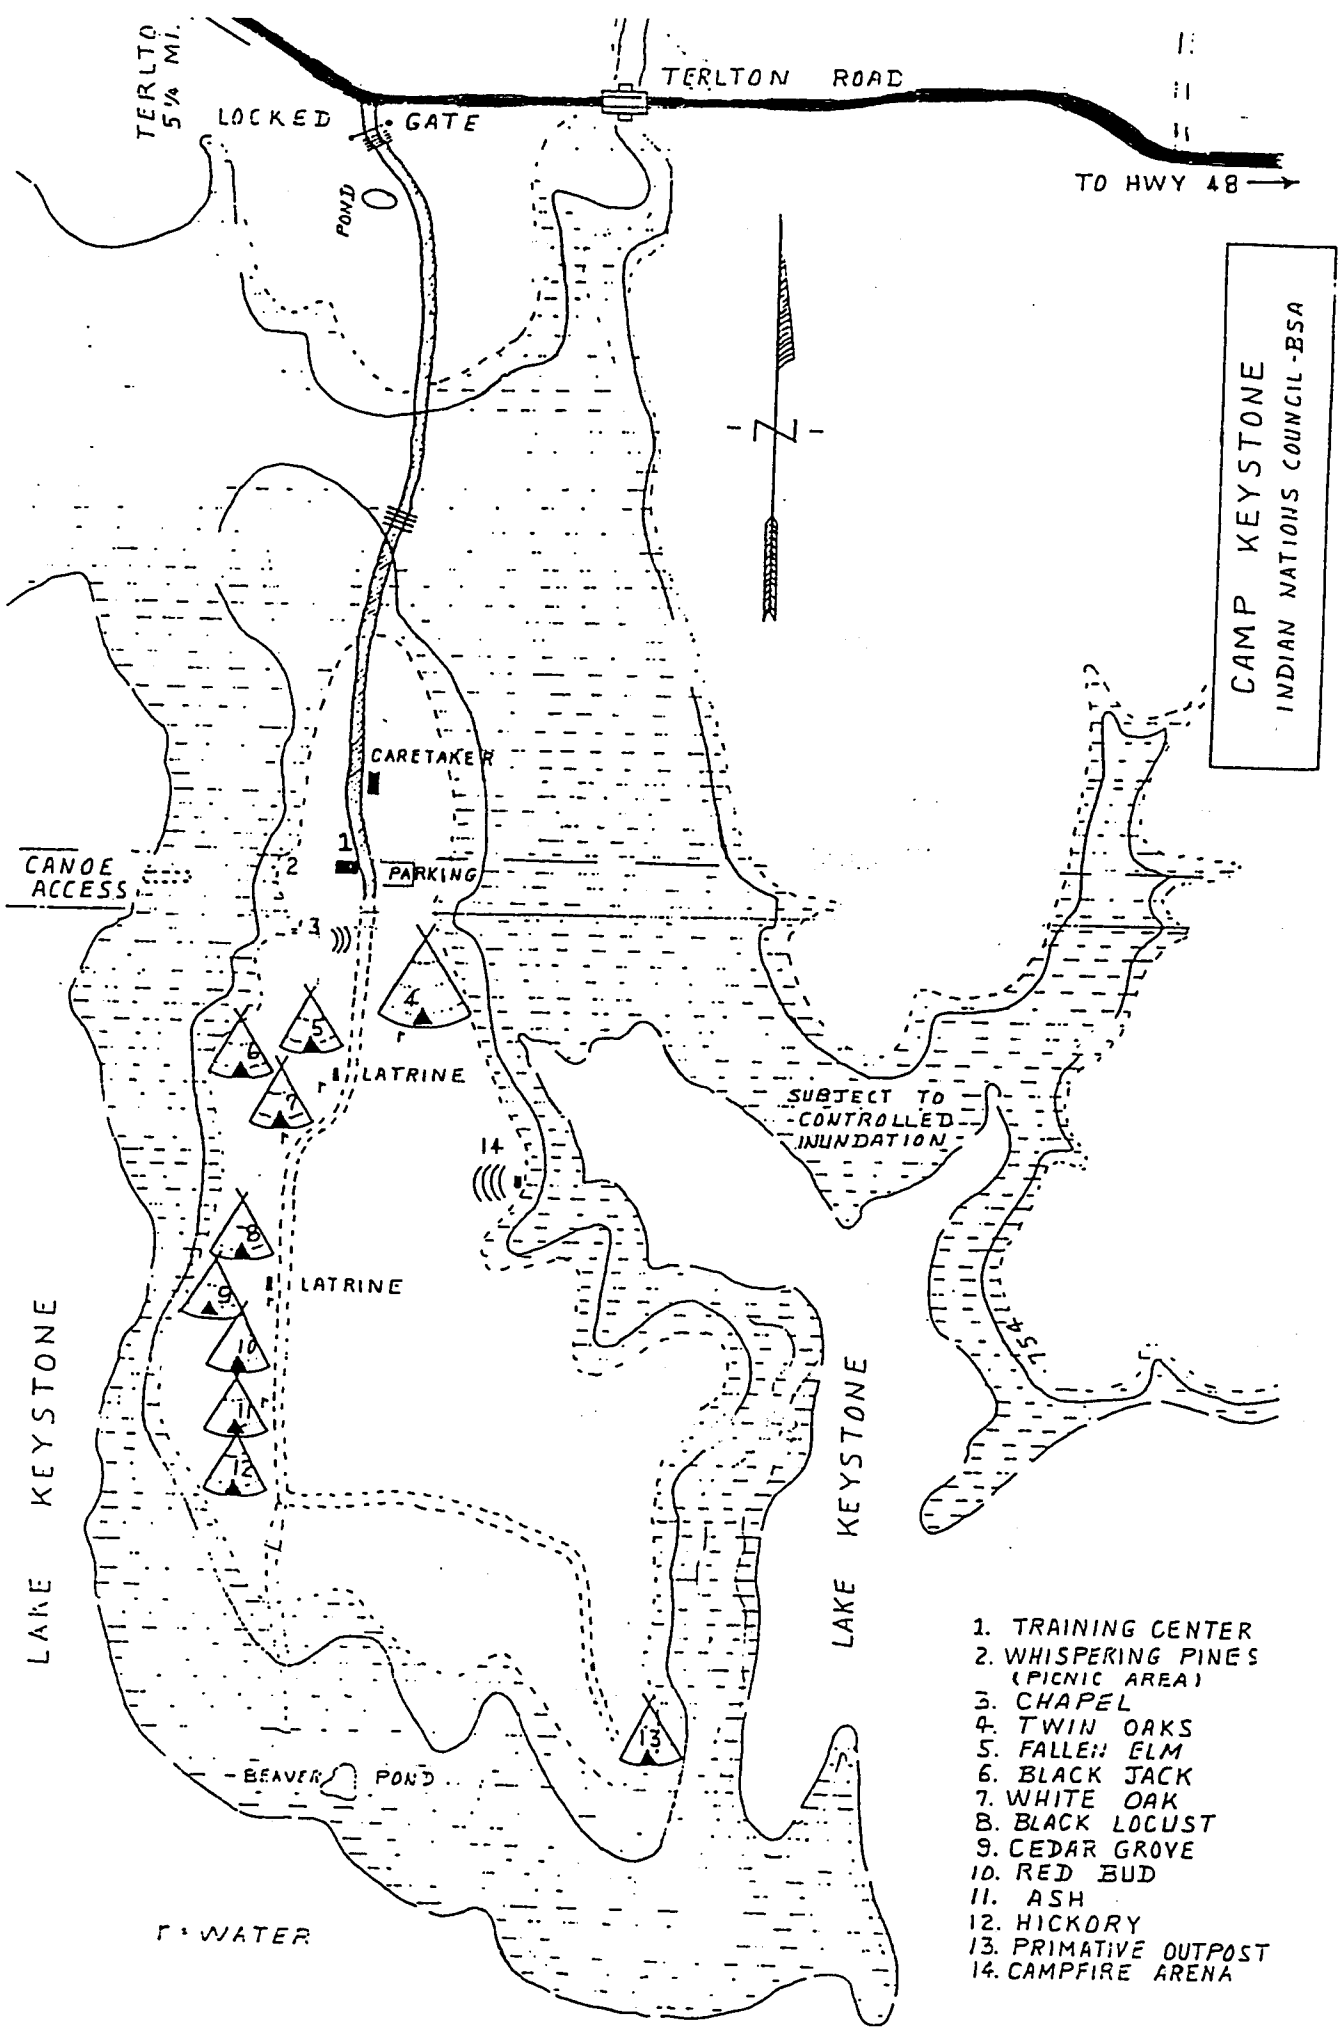 TERLTO
5 1/4 MI.
TERLTON ROAD
LOCKED GATE
TO HWY 48
POND
N
CAMP KEYSTONE
INDIAN NATIONS COUNCIL-BSA
CARETAKER
1
2
PARKING
CANOE
ACCESS
3
4
5
6
7
r
r
LATRINE
SUBJECT TO
CONTROLLED
INUNDATION
14
8
9
r
LATRINE
10
11
r
12
754
LAKE KEYSTONE
LAKE KEYSTONE
13
BEAVER POND
r = WATER
1. TRAINING CENTER
2. WHISPERING PINES
(PICNIC AREA)
3. CHAPEL
4. TWIN OAKS
5. FALLEN ELM
6. BLACK JACK
7. WHITE OAK
8. BLACK LOCUST
9. CEDAR GROVE
10. RED BUD
11. ASH
12. HICKORY
13. PRIMATIVE OUTPOST
14. CAMPFIRE ARENA